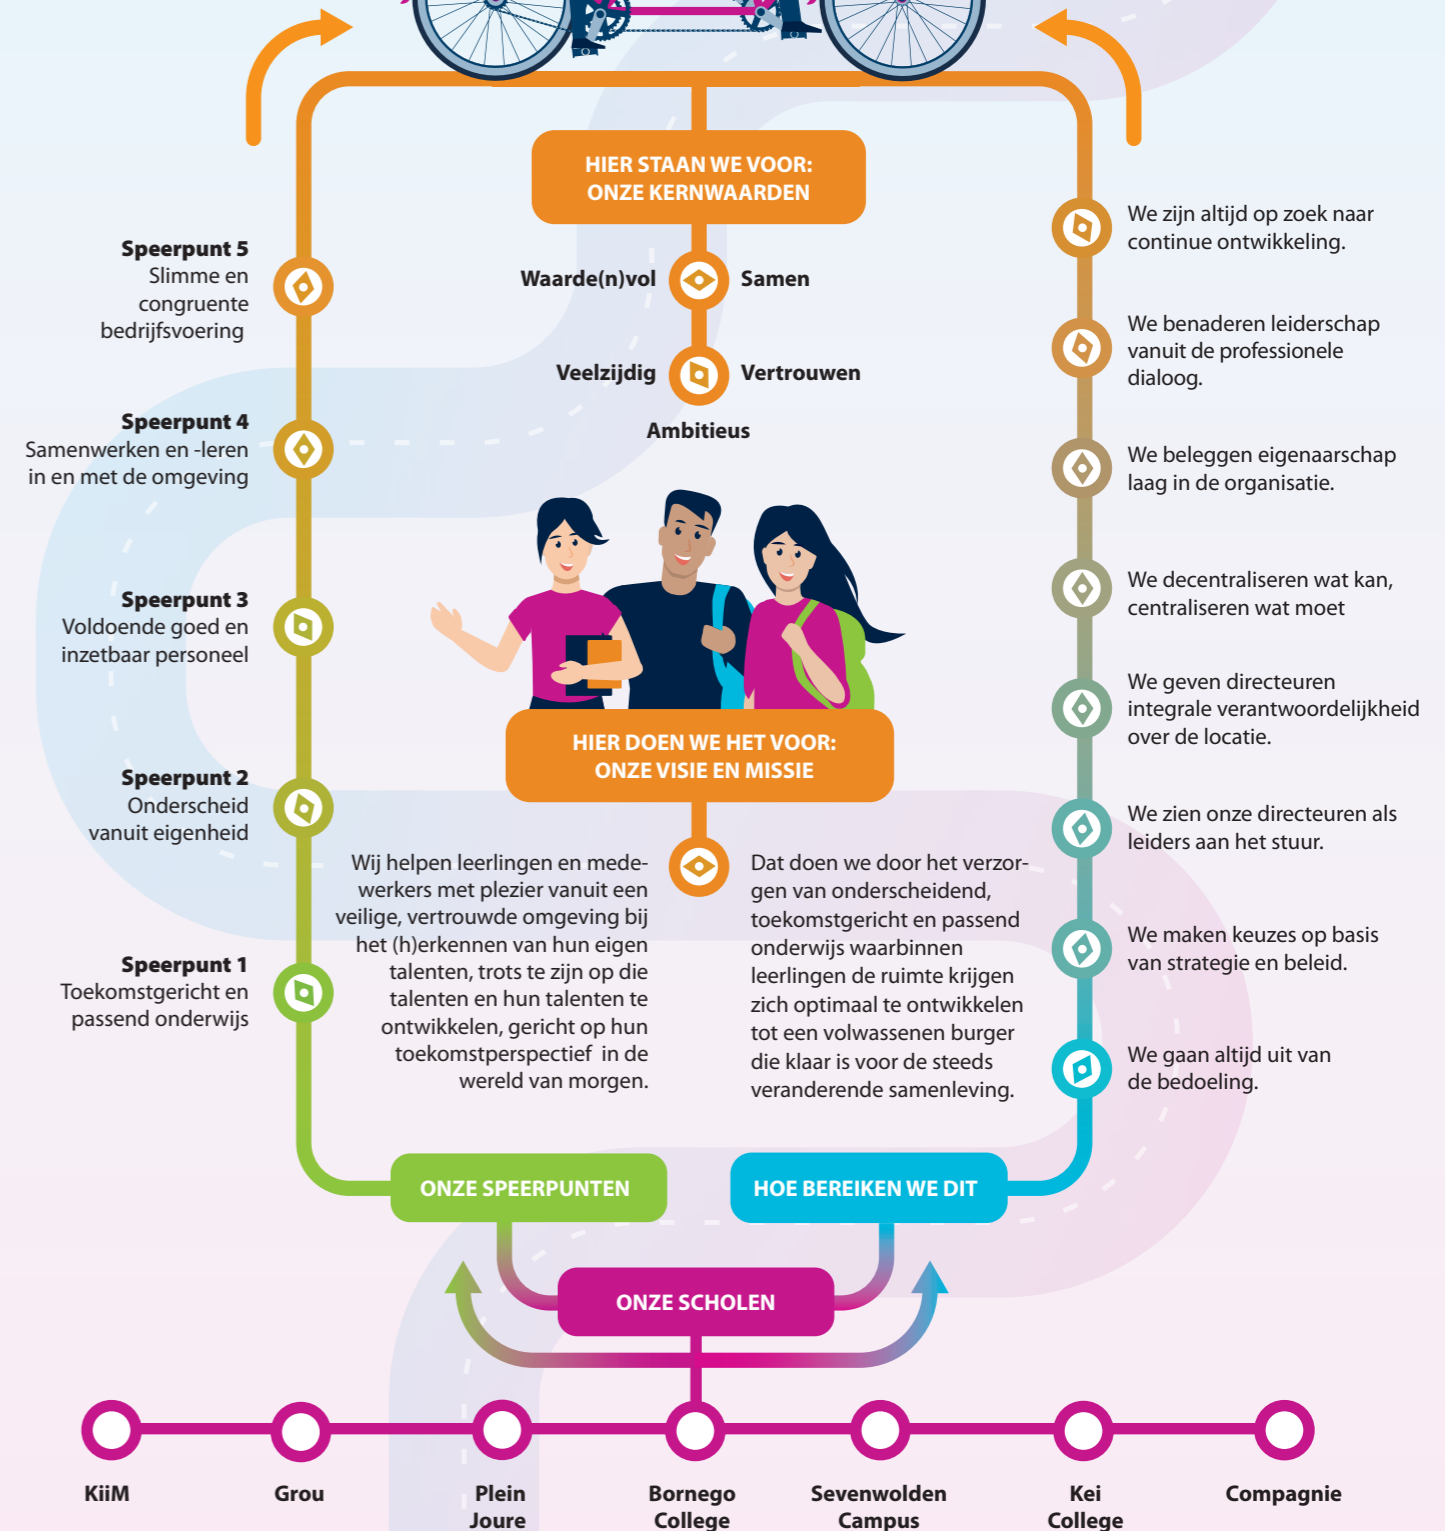 HIER STAAN WE VOOR:
ONZE KERNWAARDEN
Waarde(n)vol
Samen
Veelzijdig
Vertrouwen
Ambitieus
Speerpunt 5
Slimme en
congruente
bedrijfsvoering
Speerpunt 4
Samenwerken en -leren
in en met de omgeving
Speerpunt 3
Voldoende goed en
inzetbaar personeel
Speerpunt 2
Onderscheid
vanuit eigenheid
Speerpunt 1
Toekomstgericht en
passend onderwijs
HIER DOEN WE HET VOOR:
ONZE VISIE EN MISSIE
Wij helpen leerlingen en mede-
werkers met plezier vanuit een
veilige, vertrouwde omgeving bij
het (h)erkennen van hun eigen
talenten, trots te zijn op die
talenten en hun talenten te
ontwikkelen, gericht op hun
toekomstperspectief in de
wereld van morgen.
Dat doen we door het verzor-
gen van onderscheidend,
toekomstgericht en passend
onderwijs waarbinnen
leerlingen de ruimte krijgen
zich optimaal te ontwikkelen
tot een volwassenen burger
die klaar is voor de steeds
veranderende samenleving.
We zijn altijd op zoek naar
continue ontwikkeling.
We benaderen leiderschap
vanuit de professionele
dialoog.
We beleggen eigenaarschap
laag in de organisatie.
We decentraliseren wat kan,
centraliseren wat moet
We geven directeuren
integrale verantwoordelijkheid
over de locatie.
We zien onze directeuren als
leiders aan het stuur.
We maken keuzes op basis
van strategie en beleid.
We gaan altijd uit van
de bedoeling.
ONZE SPEERPUNTEN
HOE BEREIKEN WE DIT
ONZE SCHOLEN
KiiM
Grou
Plein
Joure
Bornego
College
Sevenwolden
Campus
Kei
College
Compagnie